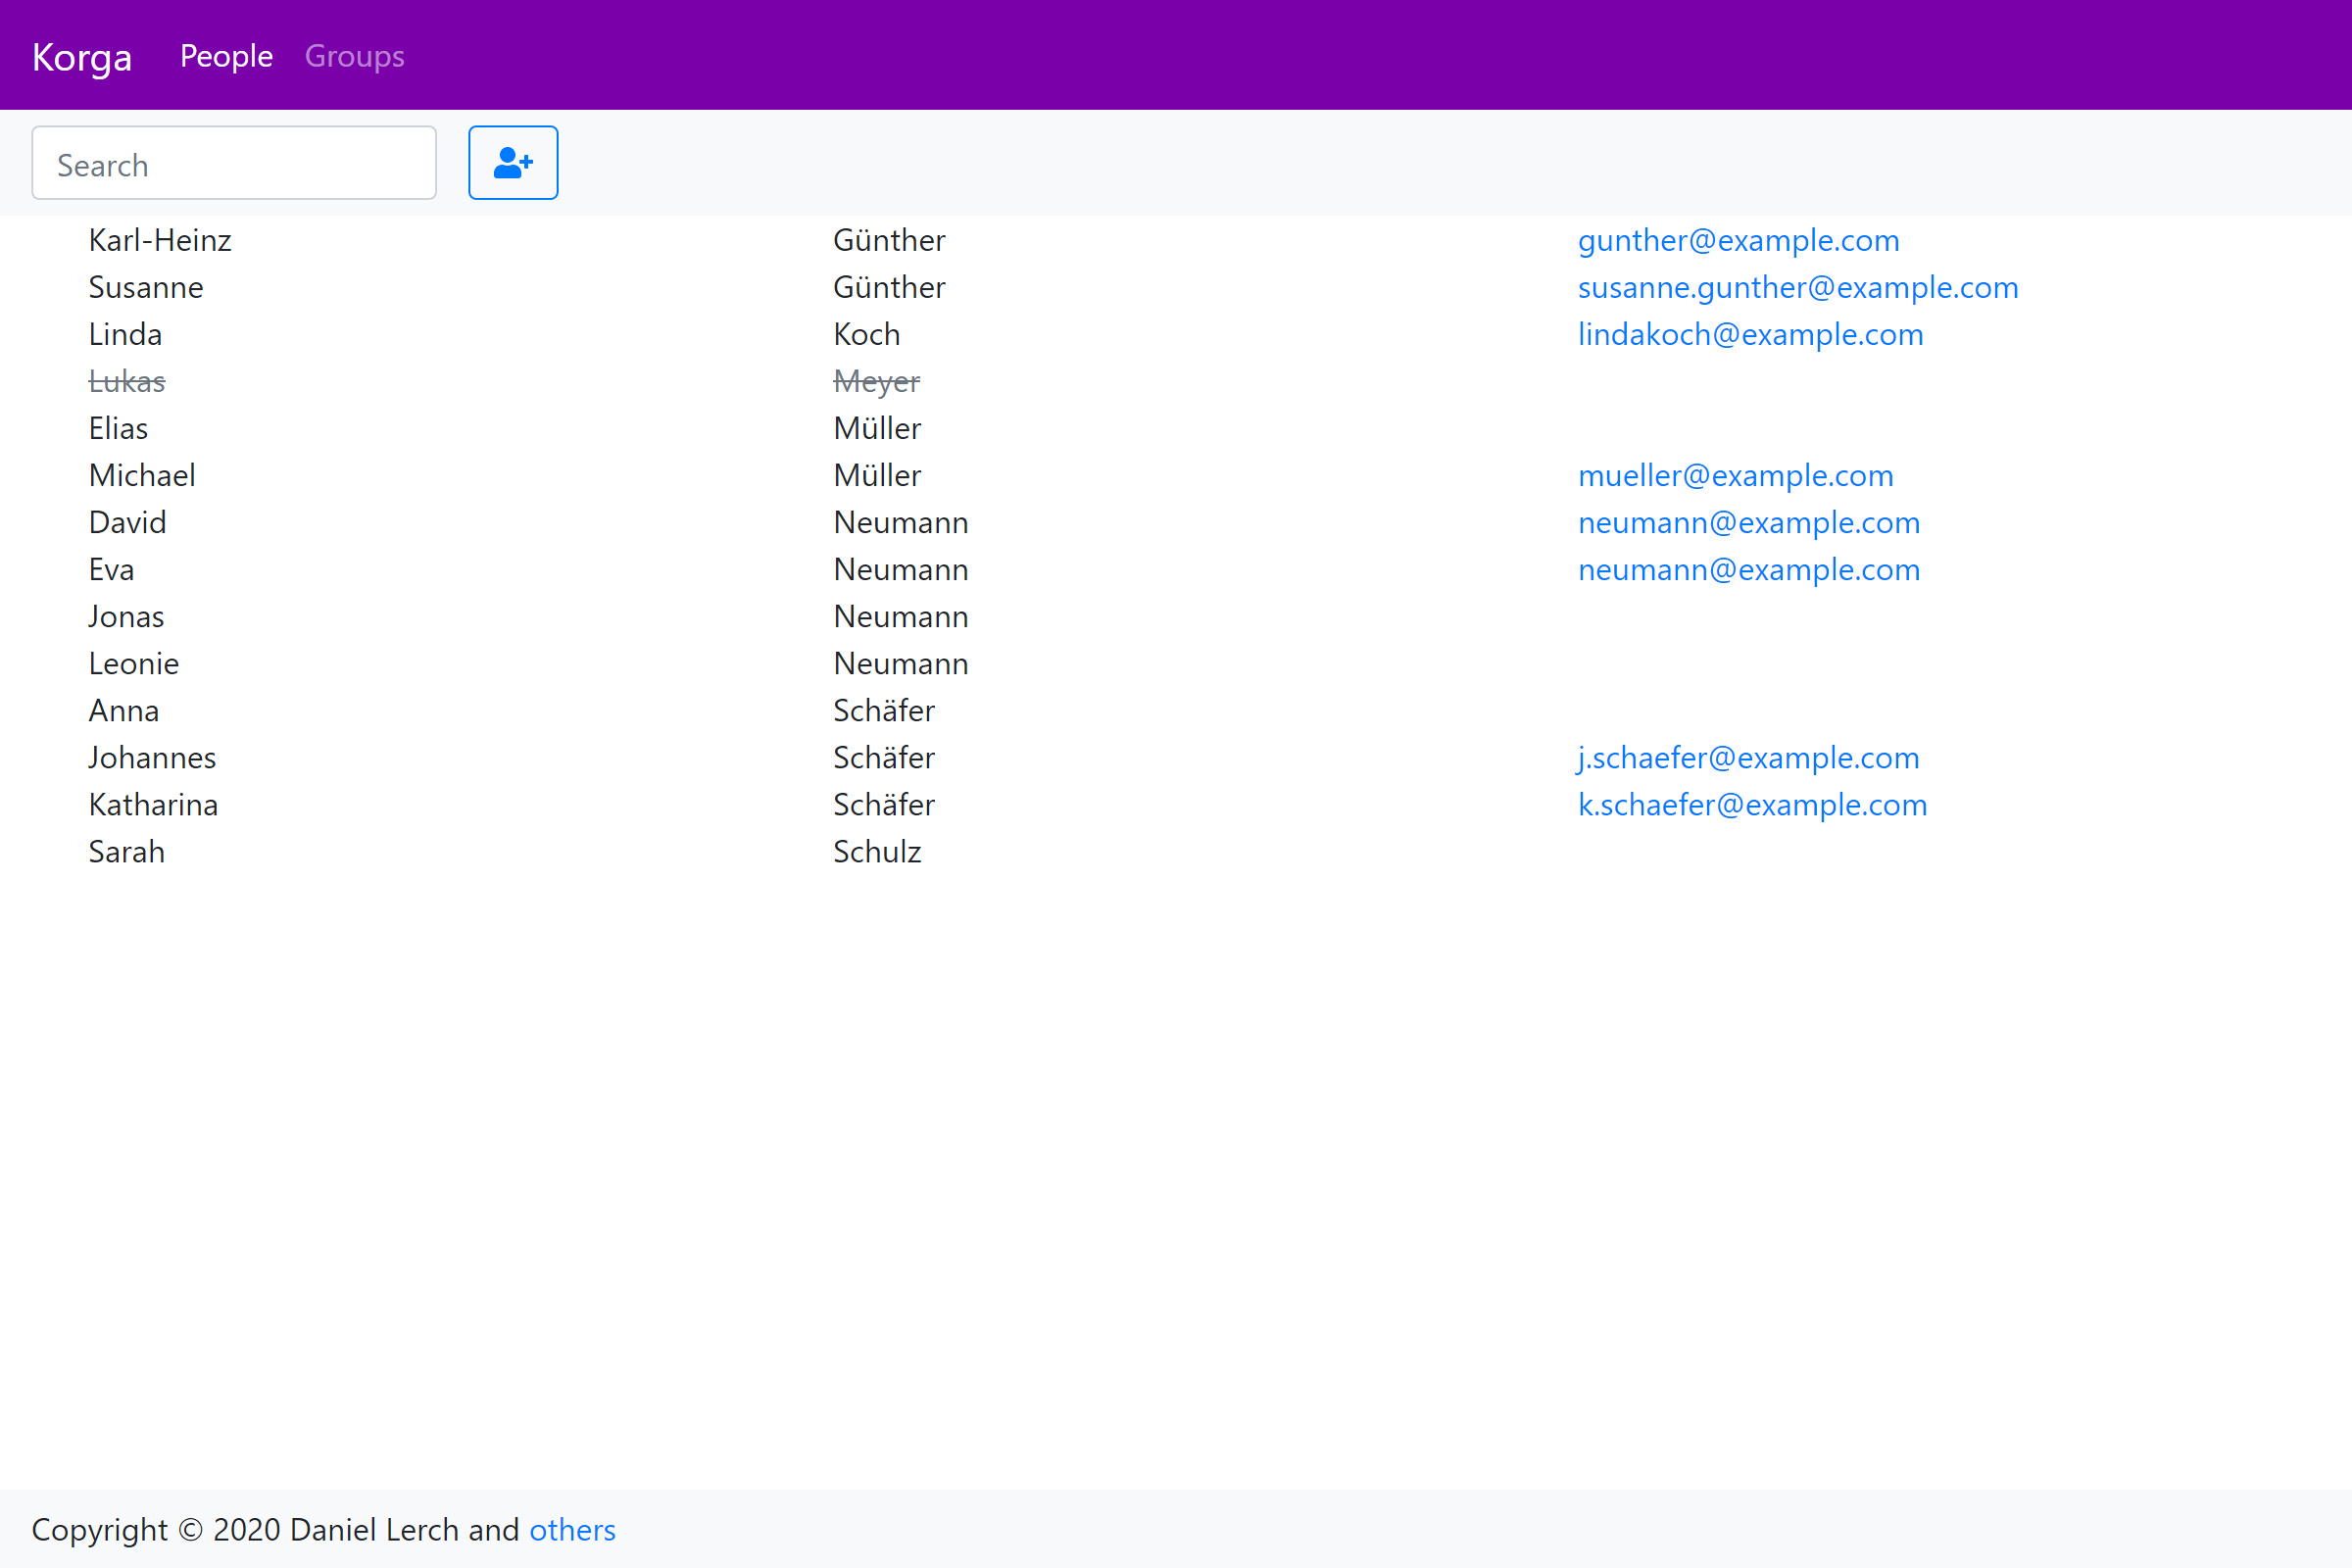 Korga People Groups
Search
Karl-Heinz Günther gunther@example.com
Susanne Günther susanne.gunther@example.com
Linda Koch lindakoch@example.com
Lukas Meyer
Elias Müller
Michael Müller mueller@example.com
David Neumann neumann@example.com
Eva Neumann neumann@example.com
Jonas Neumann
Leonie Neumann
Anna Schäfer
Johannes Schäfer j.schaefer@example.com
Katharina Schäfer k.schaefer@example.com
Sarah Schulz
Copyright © 2020 Daniel Lerch and others